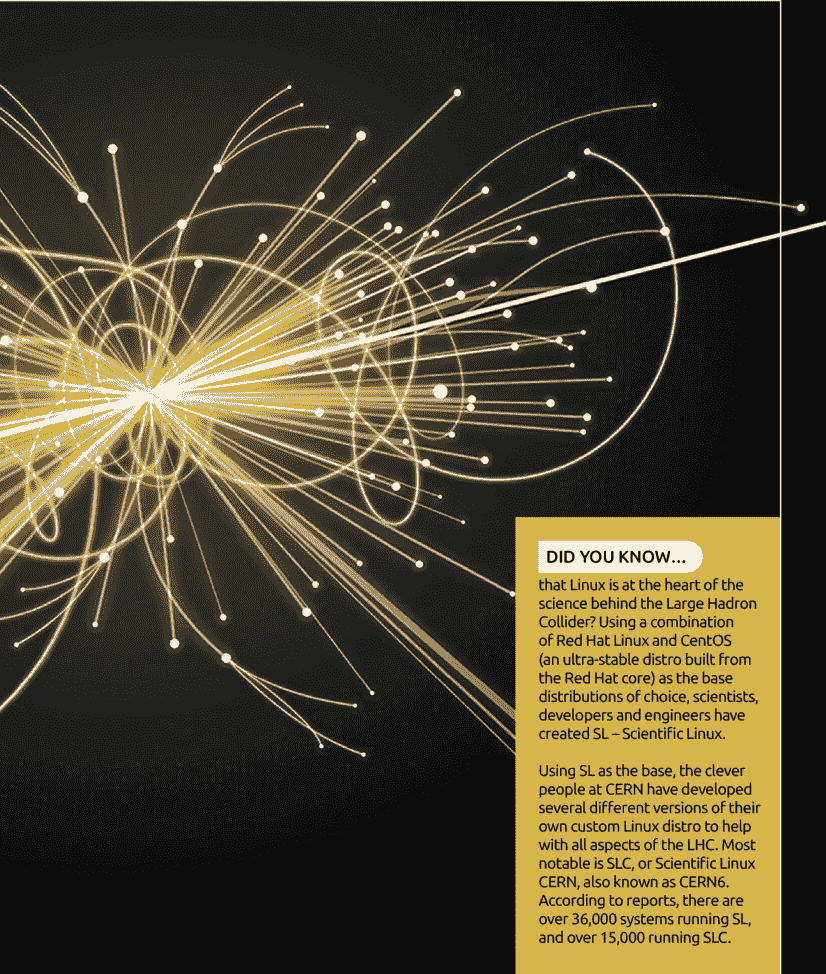 DID YOU KNOW...
that Linux is at the heart of the
science behind the Large Hadron
Collider? Using a combination
of Red Hat Linux and CentOS
(an ultra-stable distro built from
the Red Hat core) as the base
distributions of choice, scientists,
developers and engineers have
created SL – Scientific Linux.
Using SL as the base, the clever
people at CERN have developed
several different versions of their
own custom Linux distro to help
with all aspects of the LHC. Most
notable is SLC, or Scientific Linux
CERN, also known as CERN6.
According to reports, there are
over 36,000 systems running SL,
and over 15,000 running SLC.